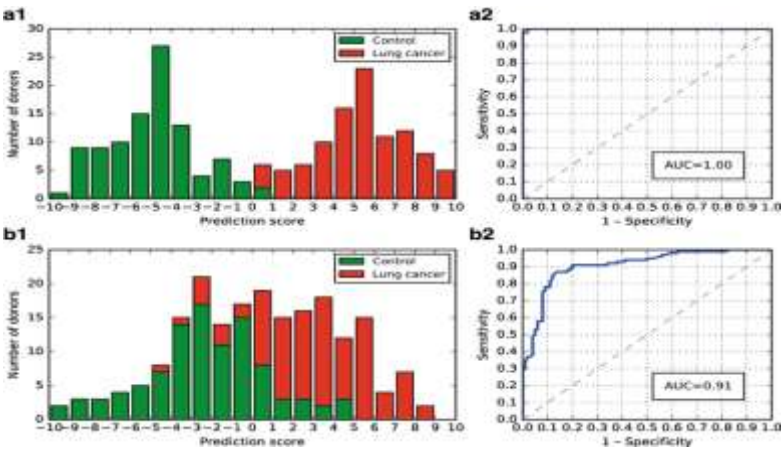 a1
30
25
20
15
10
5
0
Number of donors
Control
Lung cancer
−10 −9 −8 −7 −6 −5 −4 −3 −2 −1 0 1 2 3 4 5 6 7 8 9 10
Prediction score
a2
1.0
0.9
0.8
0.7
0.6
0.5
0.4
0.3
0.2
0.1
0.0
Sensitivity
AUC=1.00
0.0 0.1 0.2 0.3 0.4 0.5 0.6 0.7 0.8 0.9 1.0
1 − Specificity
b1
25
20
15
10
5
0
Number of donors
Control
Lung cancer
−10 −9 −8 −7 −6 −5 −4 −3 −2 −1 0 1 2 3 4 5 6 7 8 9 10
Prediction score
b2
1.0
0.9
0.8
0.7
0.6
0.5
0.4
0.3
0.2
0.1
0.0
Sensitivity
AUC=0.91
0.0 0.1 0.2 0.3 0.4 0.5 0.6 0.7 0.8 0.9 1.0
1 − Specificity